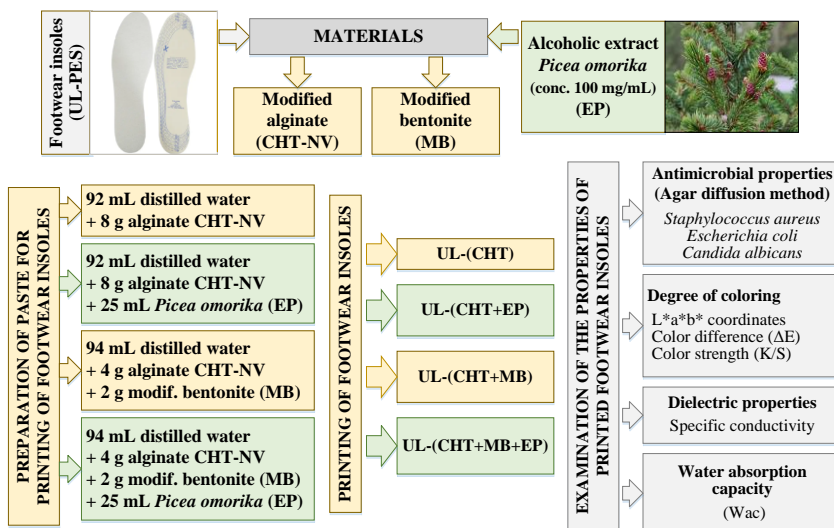 Footwear insoles
(UL-PES)
MATERIALS
Modified
alginate
(CHT-NV)
Modified
bentonite
(MB)
Alcoholic extract
Picea omorika
(conc. 100 mg/mL)
(EP)
PREPARATION OF PASTE FOR
PRINTING OF FOOTWEAR INSOLES
92 mL distilled water
+ 8 g alginate CHT-NV
92 mL distilled water
+ 8 g alginate CHT-NV
+ 25 mL Picea omorika (EP)
94 mL distilled water
+ 4 g alginate CHT-NV
+ 2 g modif. bentonite (MB)
94 mL distilled water
+ 4 g alginate CHT-NV
+ 2 g modif. bentonite (MB)
+ 25 mL Picea omorika (EP)
PRINTING OF FOOTWEAR INSOLES
UL-(CHT)
UL-(CHT+EP)
UL-(CHT+MB)
UL-(CHT+MB+EP)
EXAMINATION OF THE PROPERTIES OF
PRINTED FOOTWEAR INSOLES
Antimicrobial properties
(Agar diffusion method)
Staphylococcus aureus
Escherichia coli
Candida albicans
Degree of coloring
L*a*b* coordinates
Color difference (ΔE)
Color strength (K/S)
Dielectric properties
Specific conductivity
Water absorption
capacity
(Wac)